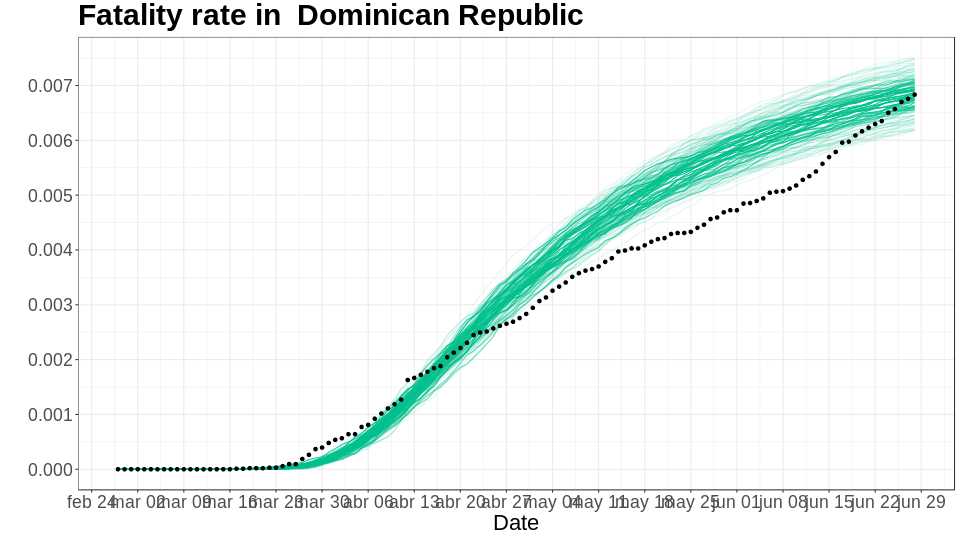 Fatality rate in  Dominican Republic
0.007
0.006
0.005
0.004
0.003
0.002
0.001
0.000
feb 24 mar 02 mar 09 mar 16 mar 23 mar 30 abr 06 abr 13 abr 20 abr 27 may 04 may 11 may 18 may 25 jun 01 jun 08 jun 15 jun 22 jun 29
Date